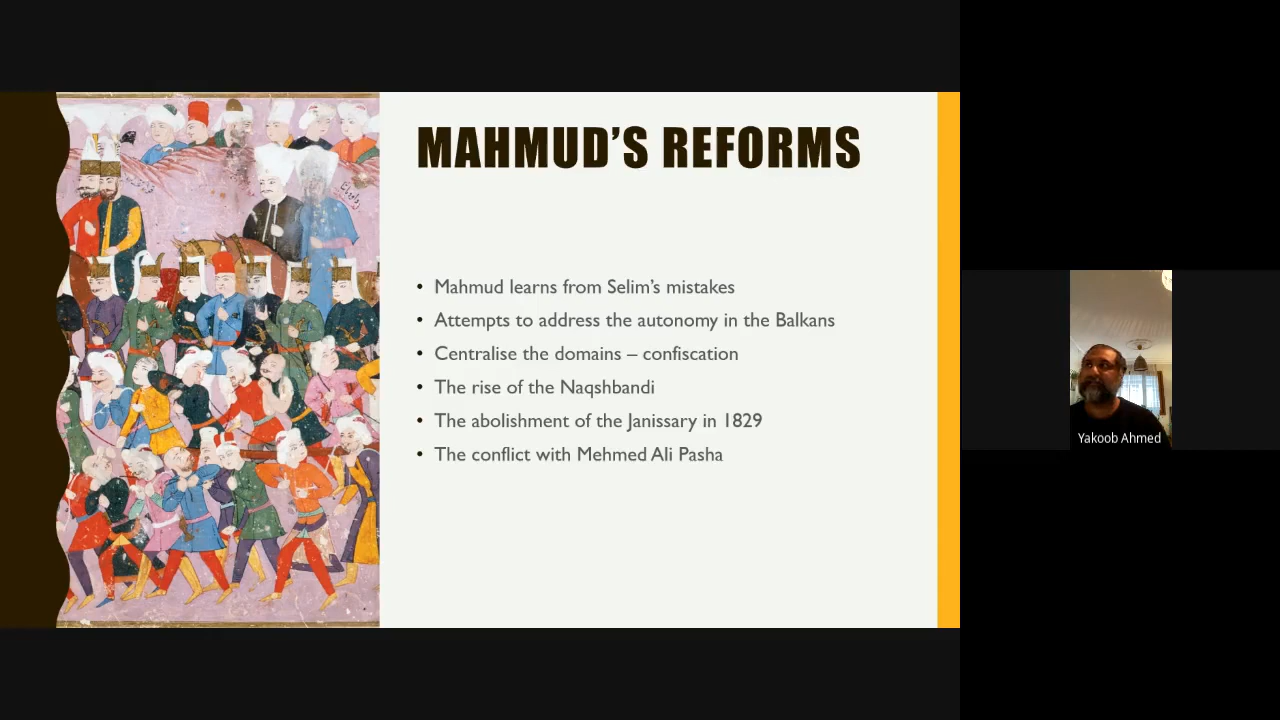 MAHMUD'S REFORMS
• Mahmud learns from Selim's mistakes
• Attempts to address the autonomy in the Balkans
• Centralise the domains – confiscation
• The rise of the Naqshbandi
• The abolishment of the Janissary in 1829
• The conflict with Mehmed Ali Pasha
Yakoob Ahmed